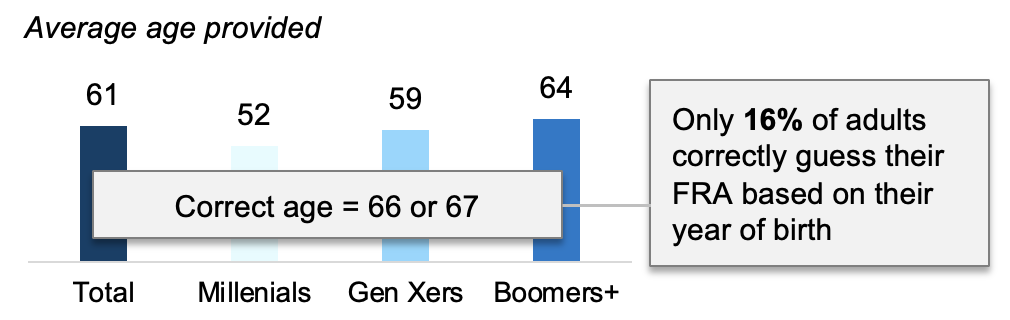 Average age provided
61
52
59
64
Correct age = 66 or 67
Only 16% of adults
correctly guess their
FRA based on their
year of birth
Total
Millenials
Gen Xers
Boomers+